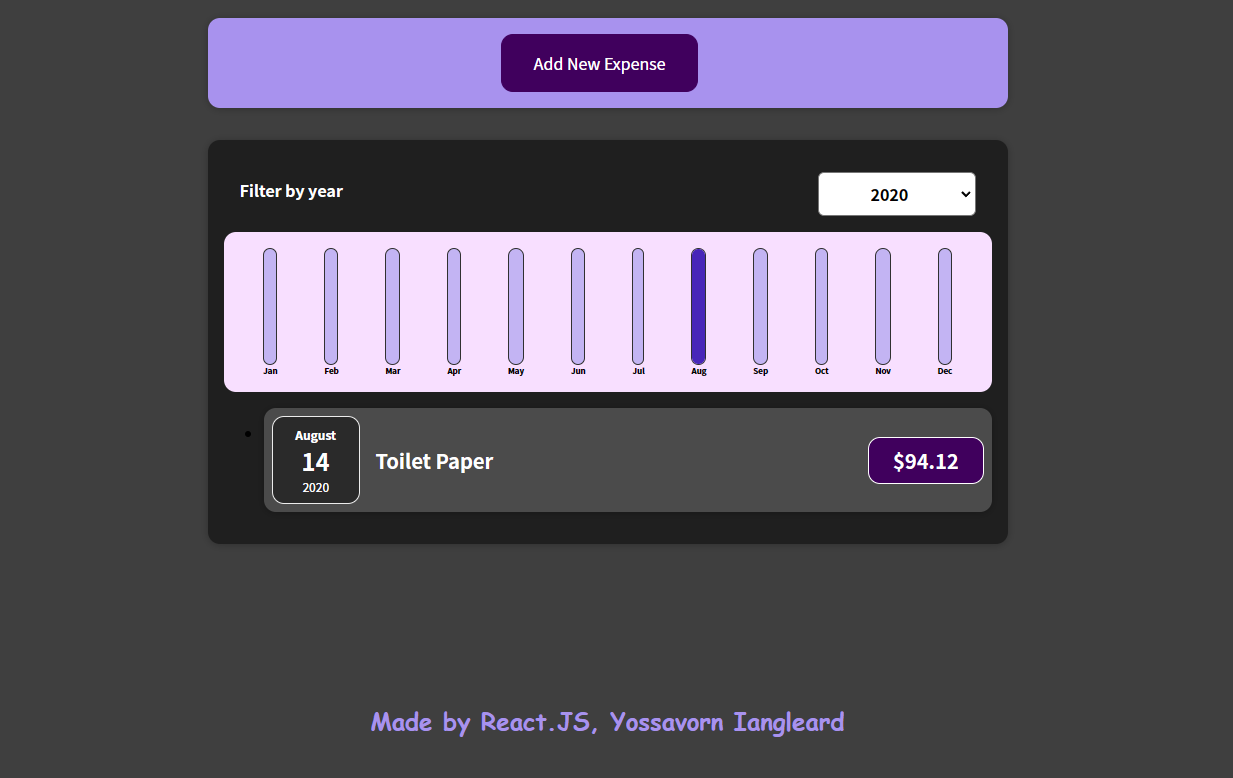 Add New Expense
Filter by year
2020
Jan Feb Mar Apr May Jun Jul Aug Sep Oct Nov Dec
August
14
2020
Toilet Paper
$94.12
Made by React.JS, Yossavorn Iangleard